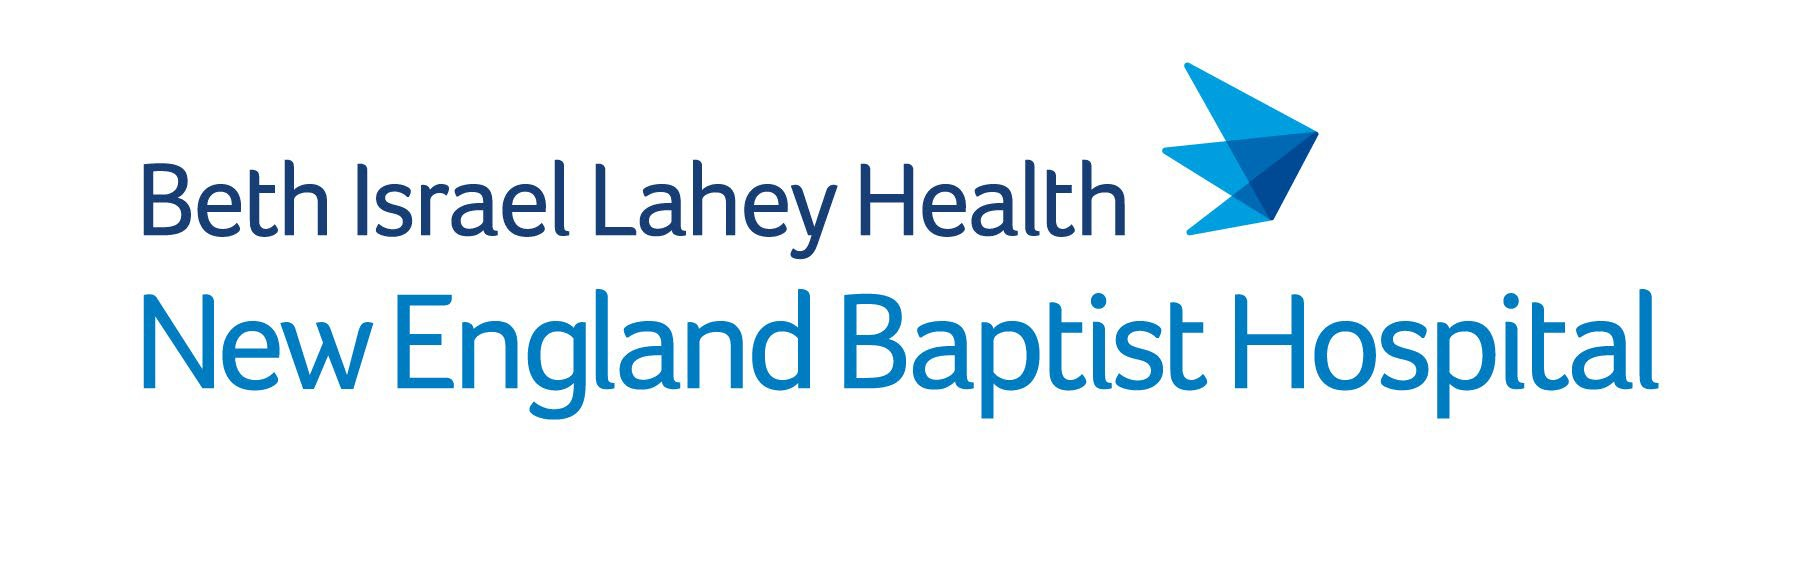 Beth Israel Lahey Health
New England Baptist Hospital